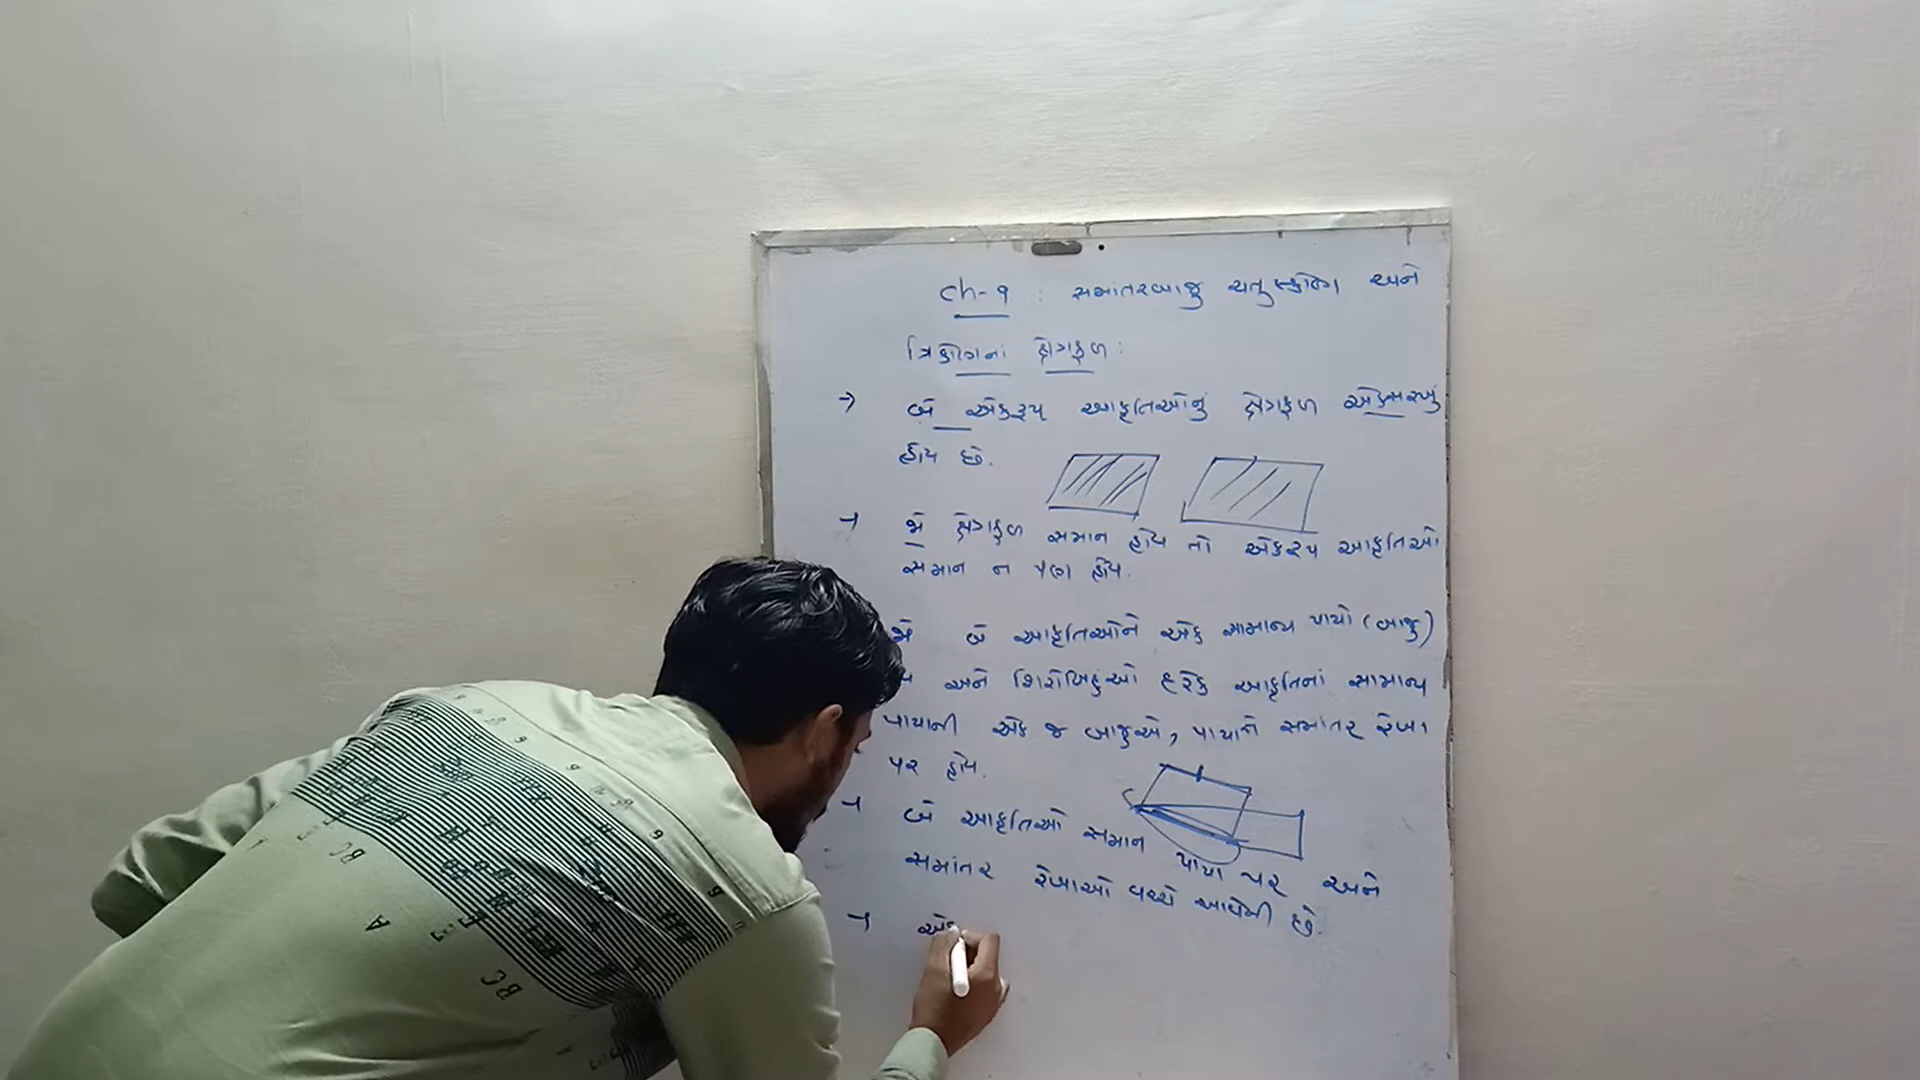 Ch-9 : સમાંતરબાજુ ચતુષ્કોણ અને
ત્રિકોણનાં ક્ષેત્રફળ :
→ બે એકરૂપ આકૃતિઓનું ક્ષેત્રફળ એકસરખું
હોય છે.
→ જો ક્ષેત્રફળ સમાન હોય તો એકરૂપ આકૃતિઓ
સમાન ન પણ હોય.
જો બે આકૃતિઓને એક સામાન્ય પાયો (બાજુ)
અને શિરોબિંદુઓ દરેક આકૃતિનાં સામાન્ય
પાયાની એક જ બાજુએ, પાયાને સમાંતર રેખા
પર હોય.
→ બે આકૃતિઓ સમાન પાયા પર અને
સમાંતર રેખાઓ વચ્ચે આવેલી છે.
→ એક